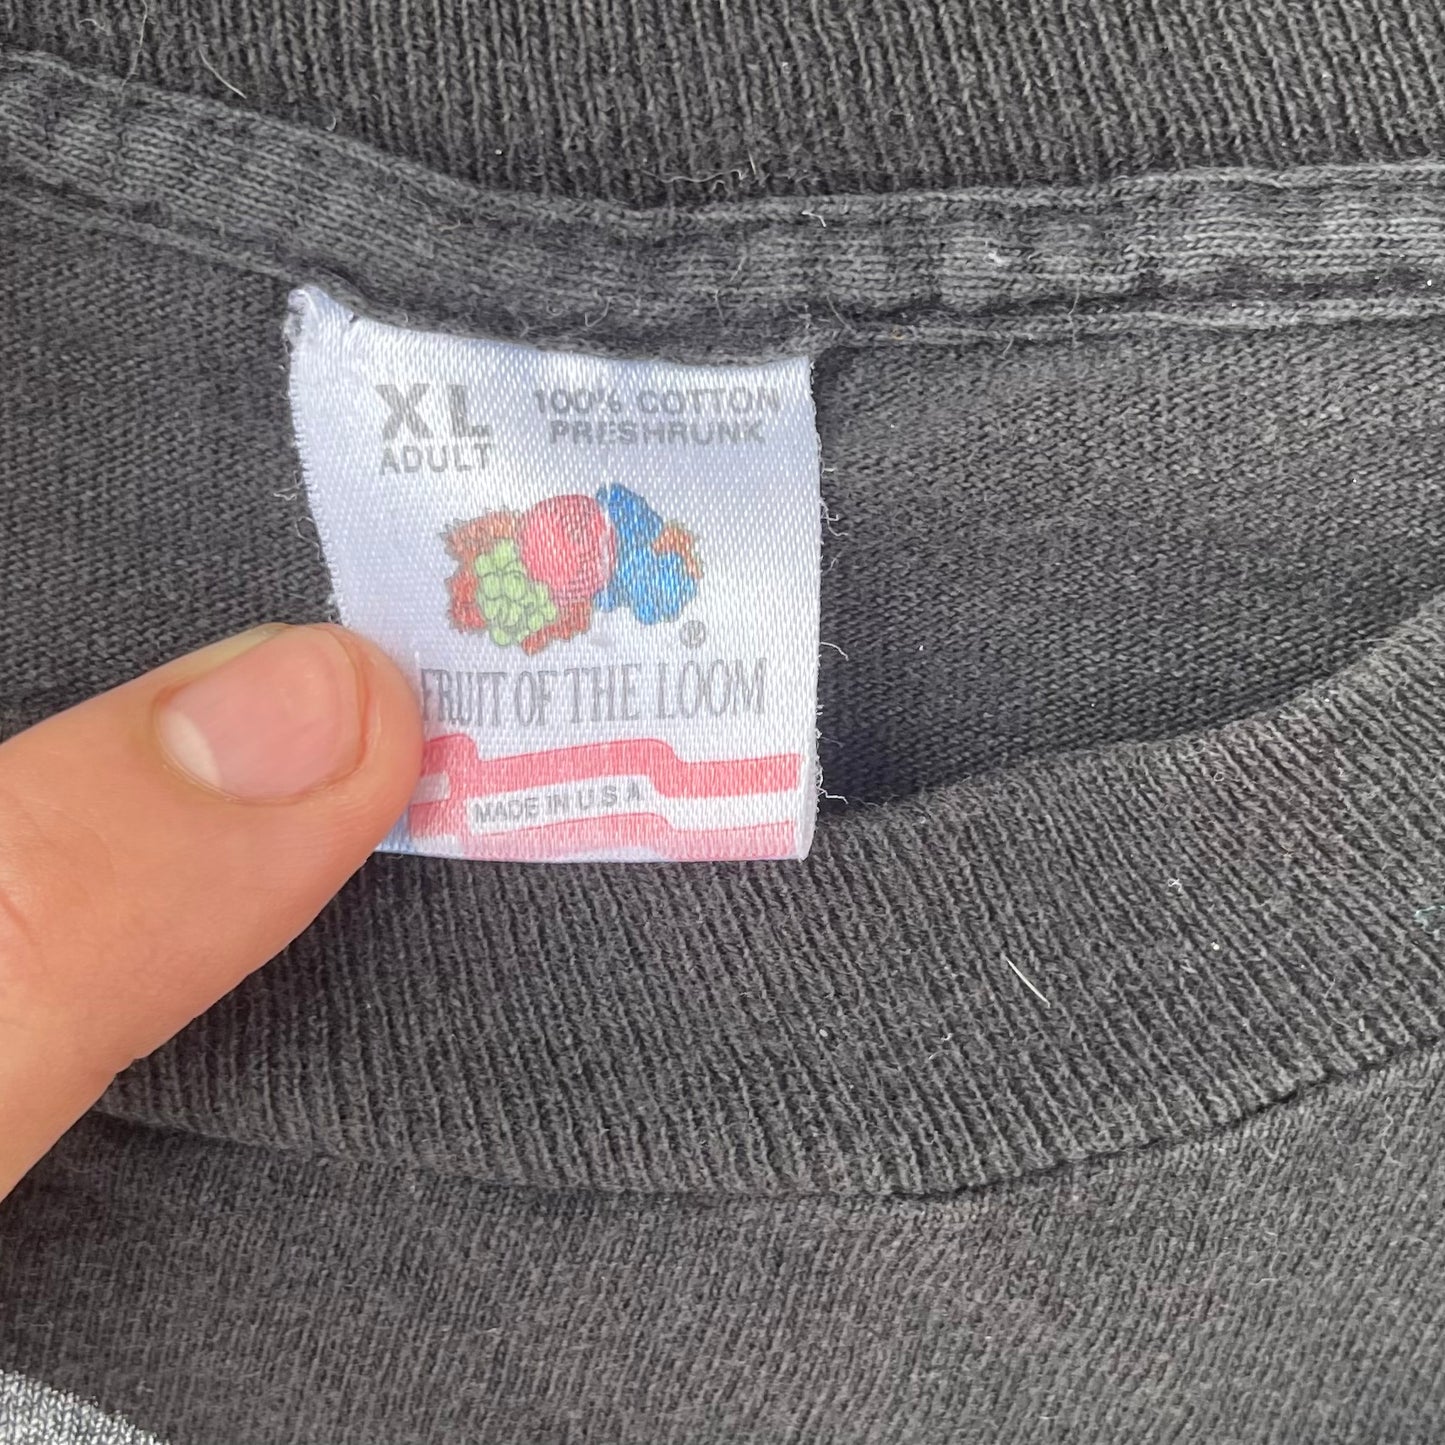 XL
ADULT
100% COTTON
PRESHRUNK
®
FRUIT OF THE LOOM
MADE IN U.S.A.